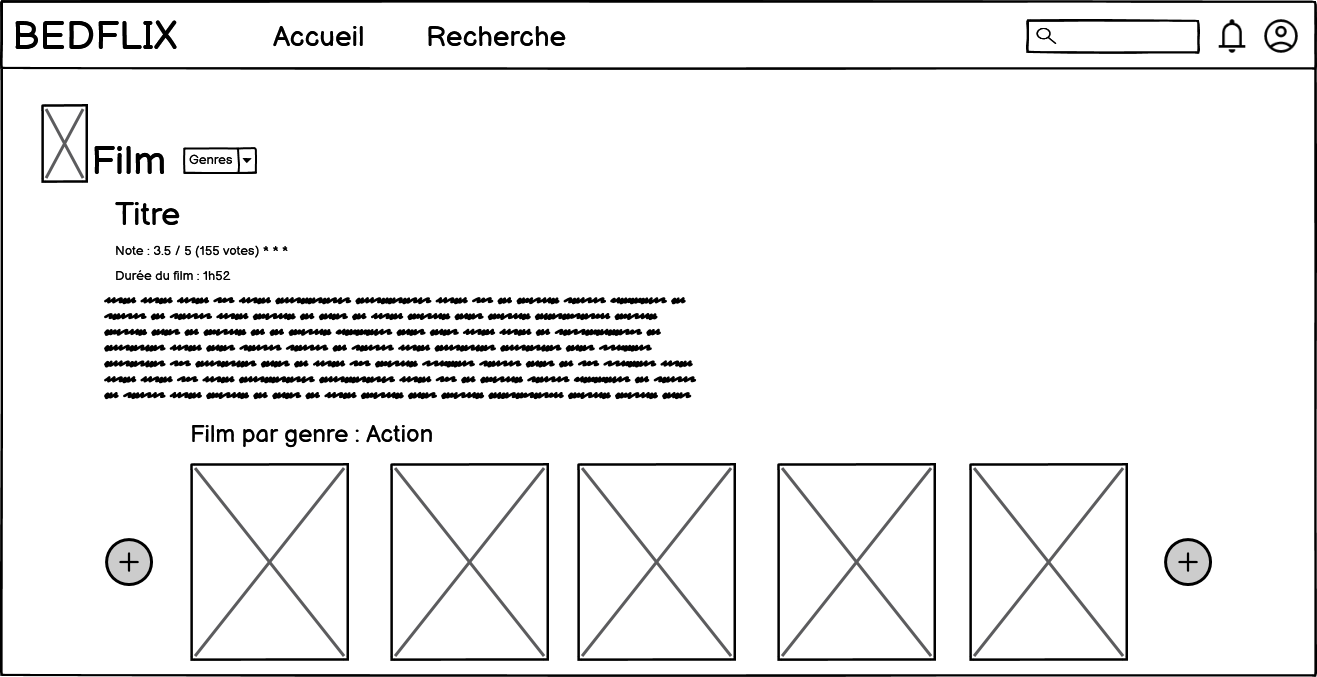 BEDFLIX Accueil Recherche
Film Genres
Titre
Note : 3.5 / 5 (155 votes) * * *
Durée du film : 1h52
Film par genre : Action